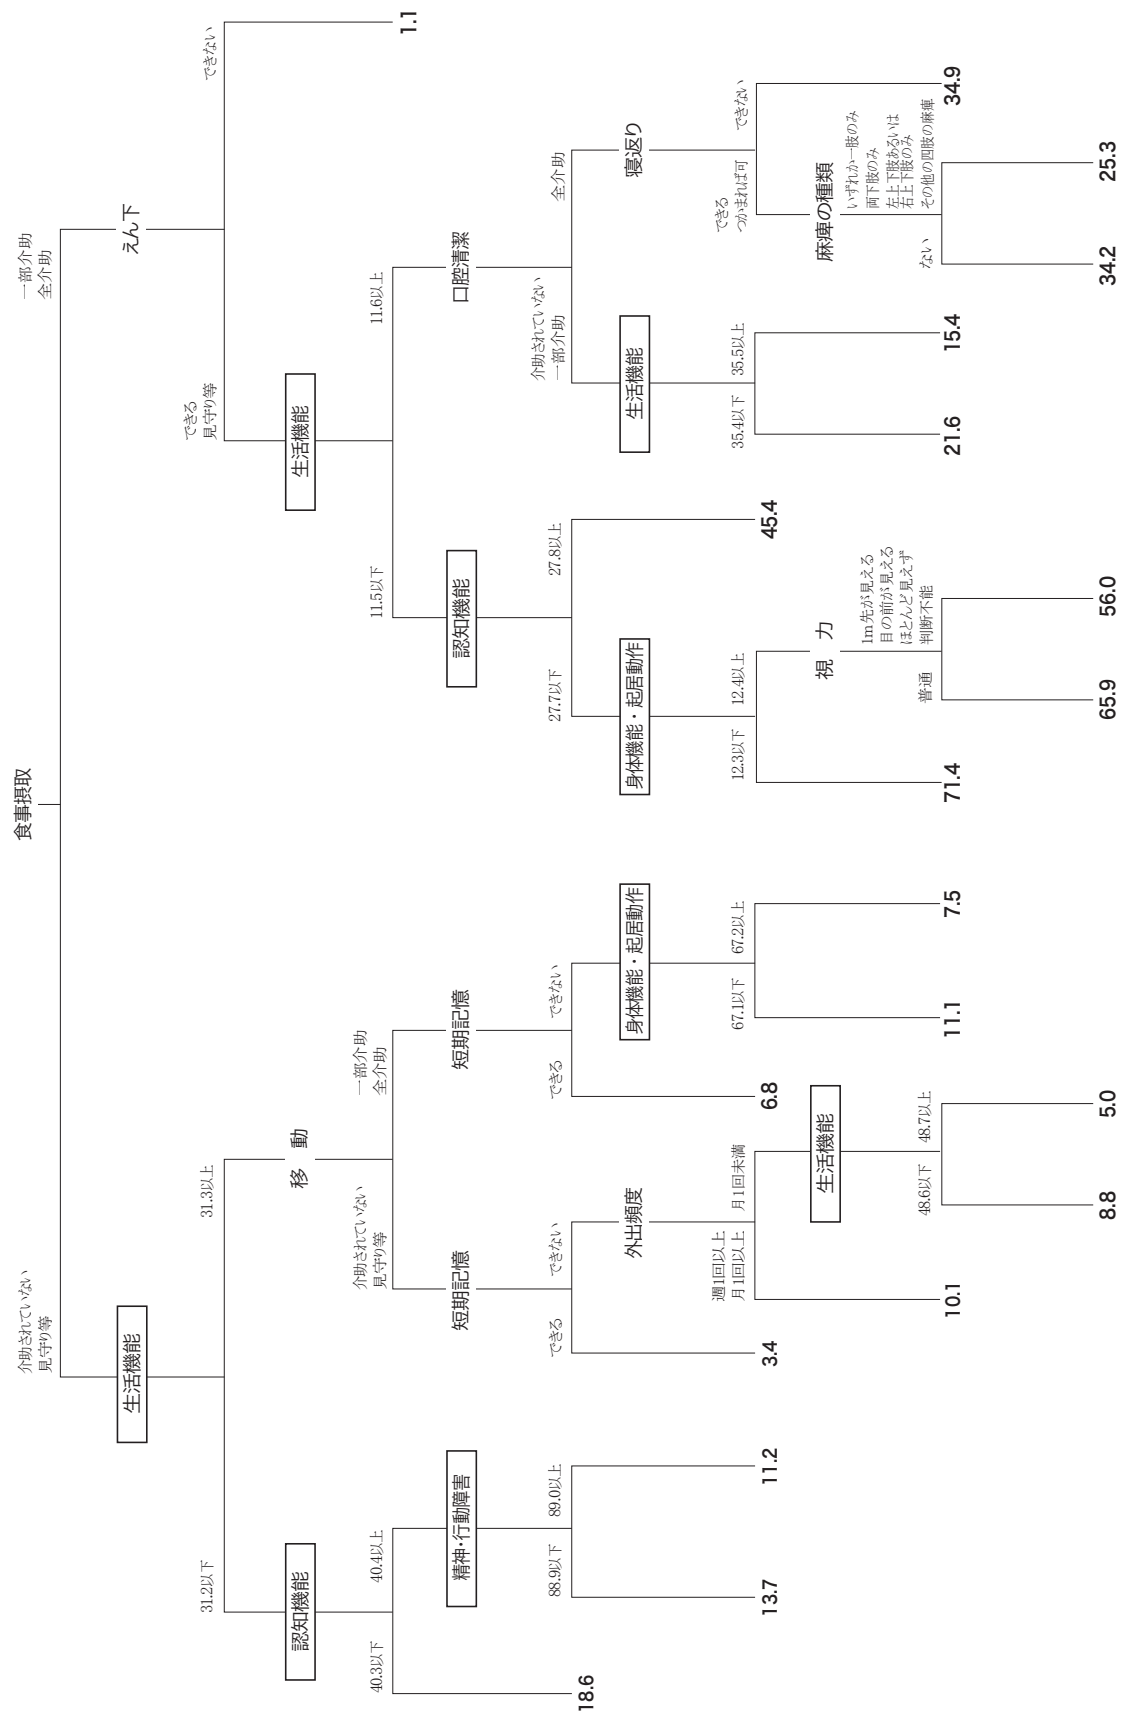 食事摂取
介助されていない
見守り等
一部介助
全介助
生活機能
えん下
31.2以下
31.3以上
できる
見守り等
できない
認知機能
移 動
生活機能
1.1
40.3以下
40.4以上
介助されていない
見守り等
一部介助
全介助
11.5以下
11.6以上
18.6
精神・行動障害
短期記憶
短期記憶
認知機能
口腔清潔
88.9以下
89.0以上
できる
できない
できる
できない
27.7以下
27.8以上
介助されていない
一部介助
全介助
13.7
11.2
3.4
外出頻度
6.8
身体機能・起居動作
身体機能・起居動作
45.4
生活機能
寝返り
週1回以上
月1回以上
月1回未満
67.1以下
67.2以上
12.3以下
12.4以上
35.4以下
35.5以上
できる
つかまれば可
できない
10.1
生活機能
11.1
7.5
71.4
視 力
21.6
15.4
麻痺の種類
34.9
48.6以下
48.7以上
普通
1m先が見える
目の前が見える
ほとんど見えず
判断不能
ない
いずれか一肢のみ
両下肢のみ
左上下肢あるいは
右上下肢のみ
その他の四肢の麻痺
8.8
5.0
65.9
56.0
34.2
25.3